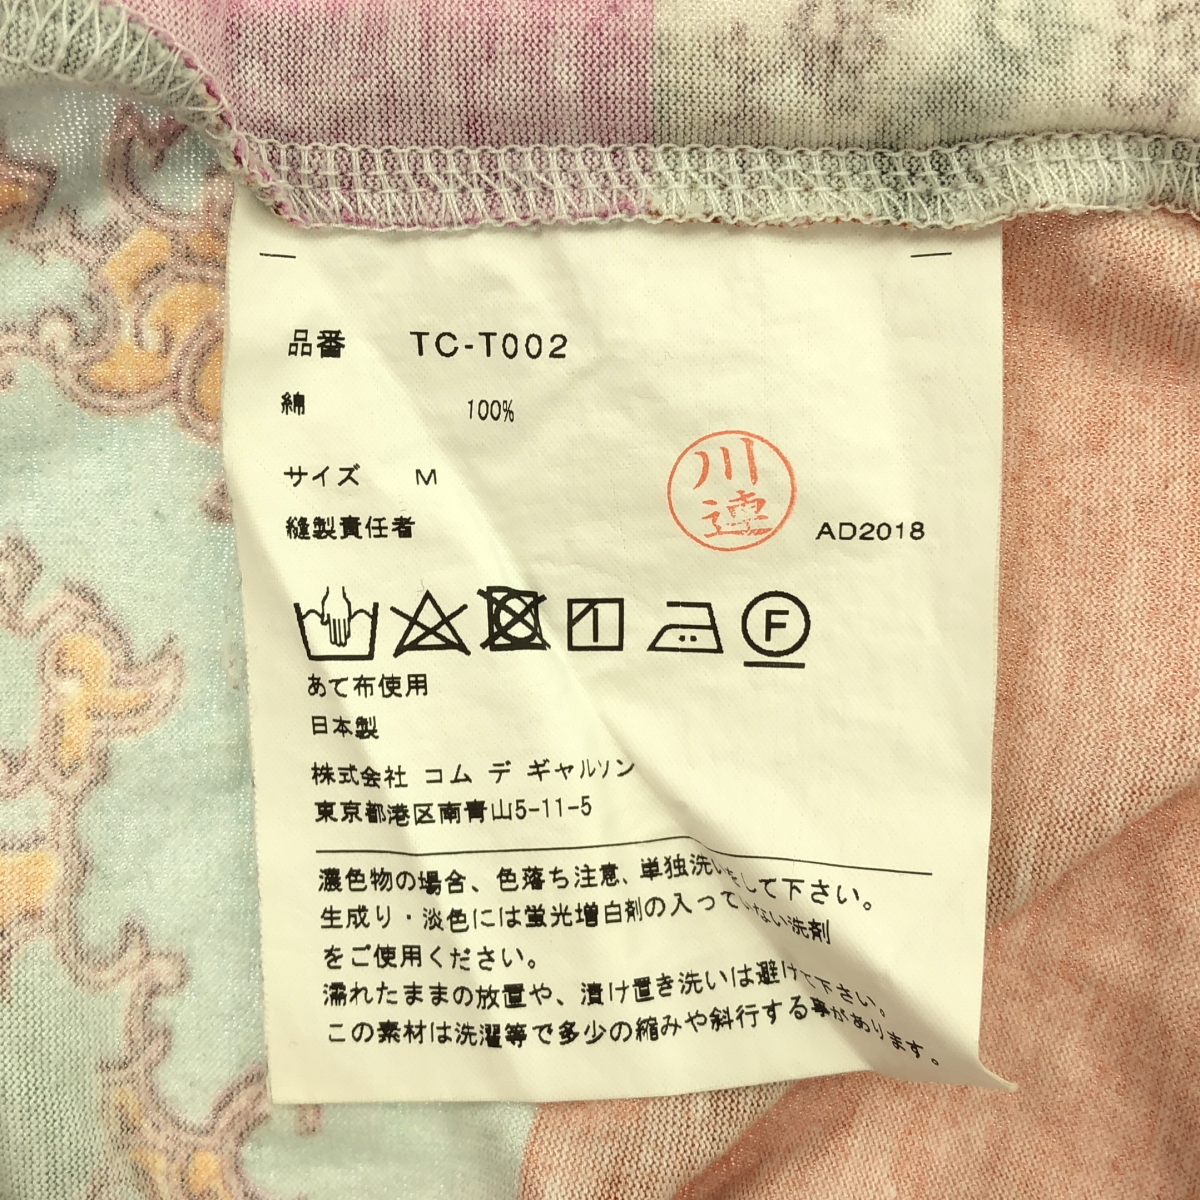 品番 TC-T002
綿 100%
サイズ M
縫製責任者 川連 AD2018
F
あて布使用
日本製
株式会社 コム デ ギャルソン
東京都港区南青山5-11-5
濃色物の場合、色落ち注意、単独洗いをして下さい。
生成り・淡色には蛍光増白剤の入っていない洗剤
をご使用ください。
濡れたままの放置や、漬け置き洗いは避けて下さい。
この素材は洗濯等で多少の縮みや斜行する事があります。